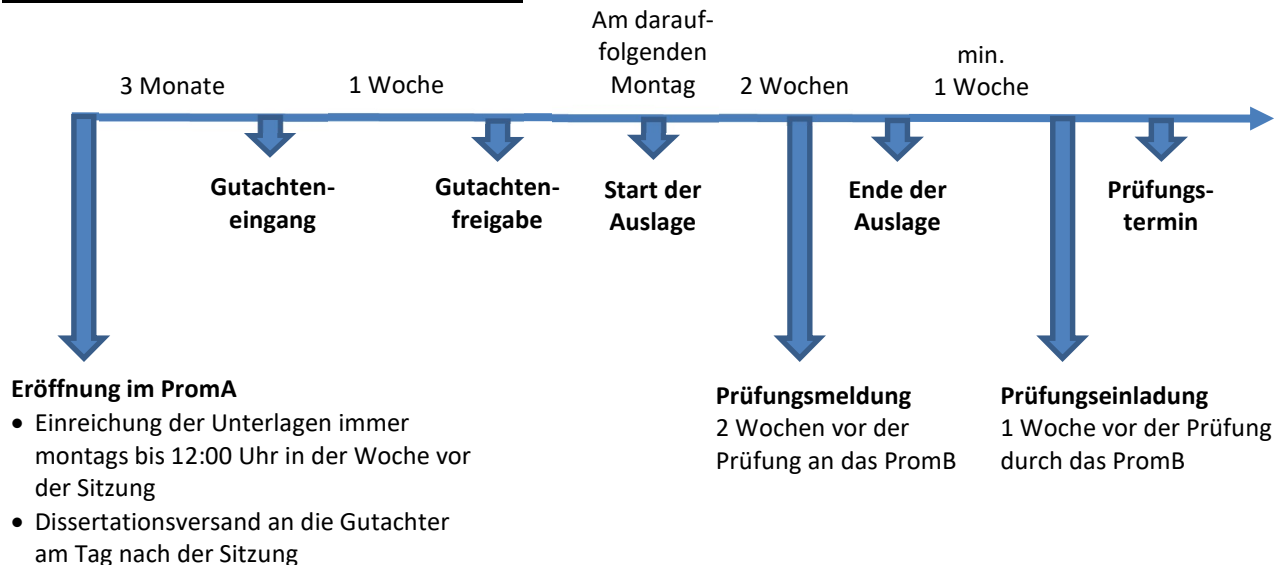 Am darauf-
folgenden
Montag
3 Monate
1 Woche
2 Wochen
min.
1 Woche
Gutachten-
eingang
Gutachten-
freigabe
Start der
Auslage
Ende der
Auslage
Prüfungs-
termin
Eröffnung im PromA
• Einreichung der Unterlagen immer
montags bis 12:00 Uhr in der Woche vor
der Sitzung
• Dissertationsversand an die Gutachter
am Tag nach der Sitzung
Prüfungsmeldung
2 Wochen vor der
Prüfung an das PromB
Prüfungseinladung
1 Woche vor der Prüfung
durch das PromB